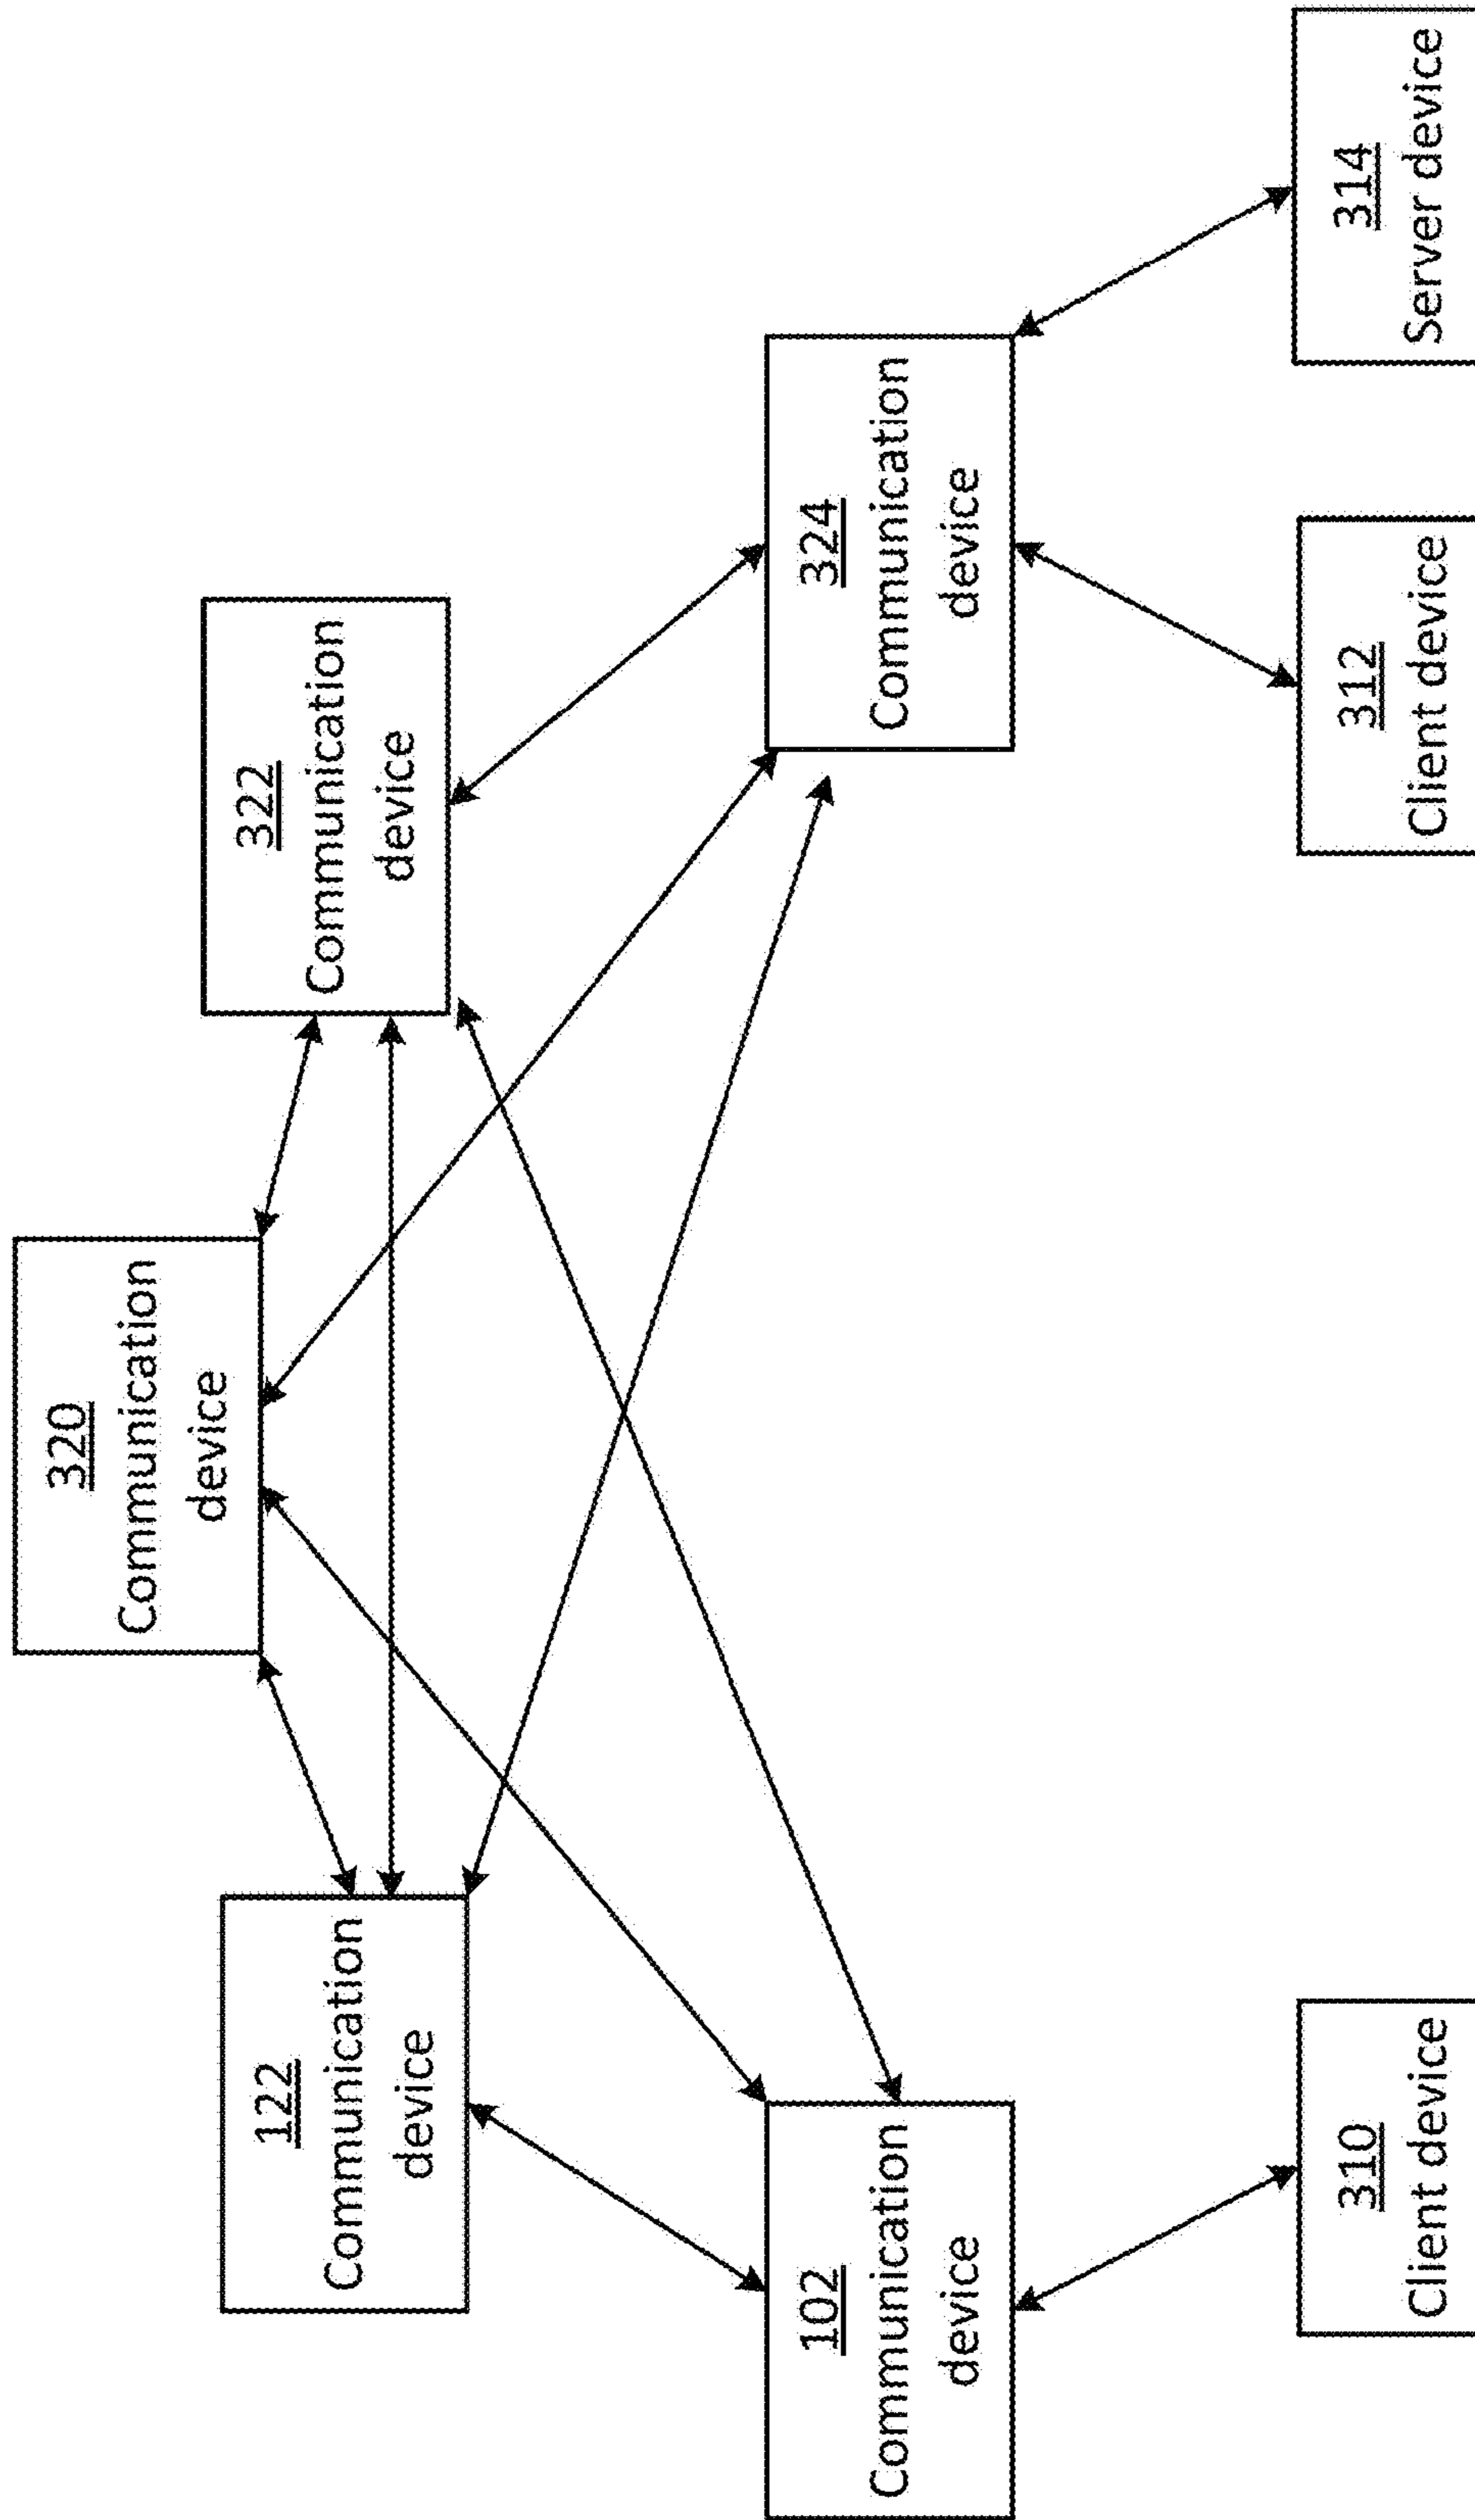 320
Communication
device
122
Communication
device
322
Communication
device
102
Communication
device
324
Communication
device
310
Client device
312
Client device
314
Server device